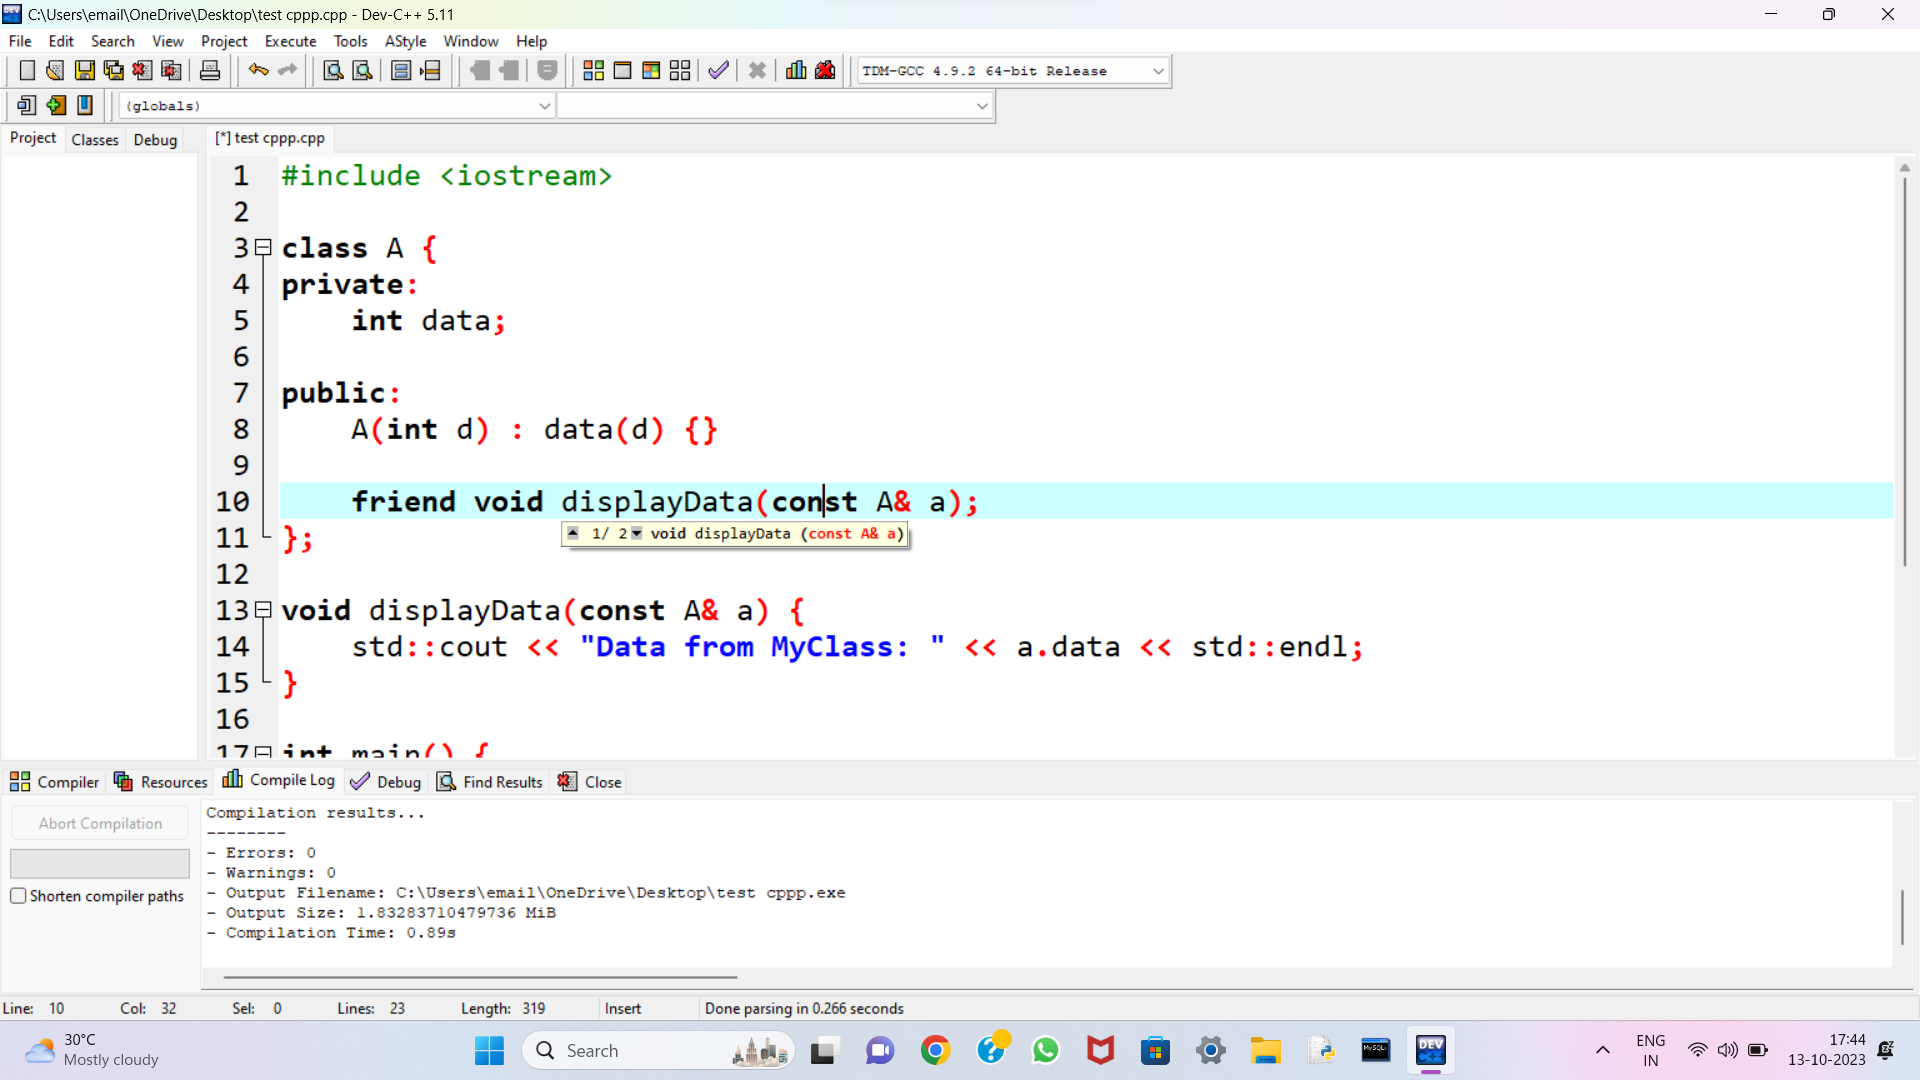 C:\Users\email\OneDrive\Desktop\test cppp.cpp - Dev-C++ 5.11
File Edit Search View Project Execute Tools AStyle Window Help
TDM-GCC 4.9.2 64-bit Release
(globals)
Project Classes Debug [*] test cppp.cpp
1 #include <iostream>
2
3 class A {
4 private:
5     int data;
6
7 public:
8     A(int d) : data(d) {}
9
10     friend void displayData(const A& a);
1/ 2 void displayData (const A& a)
11 };
12
13 void displayData(const A& a) {
14     std::cout << "Data from MyClass: " << a.data << std::endl;
15 }
16
17 int main() {
Compiler Resources Compile Log Debug Find Results Close
Abort Compilation
Shorten compiler paths
Compilation results...
--------
- Errors: 0
- Warnings: 0
- Output Filename: C:\Users\email\OneDrive\Desktop\test cppp.exe
- Output Size: 1.83283710479736 MiB
- Compilation Time: 0.89s
Line: 10 Col: 32 Sel: 0 Lines: 23 Length: 319 Insert Done parsing in 0.266 seconds
30°C
Mostly cloudy
Search
MySQL
DEV
C++
ENG
IN
17:44
13-10-2023